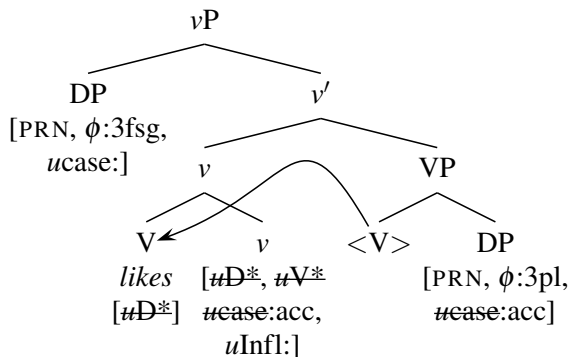 vP
DP v′
[PRN, ϕ:3fsg,
ucase:]
v VP
V v <V> DP
likes [uD*, uV* [PRN, ϕ:3pl,
[uD*] ucase:acc, ucase:acc]
uInfl:]